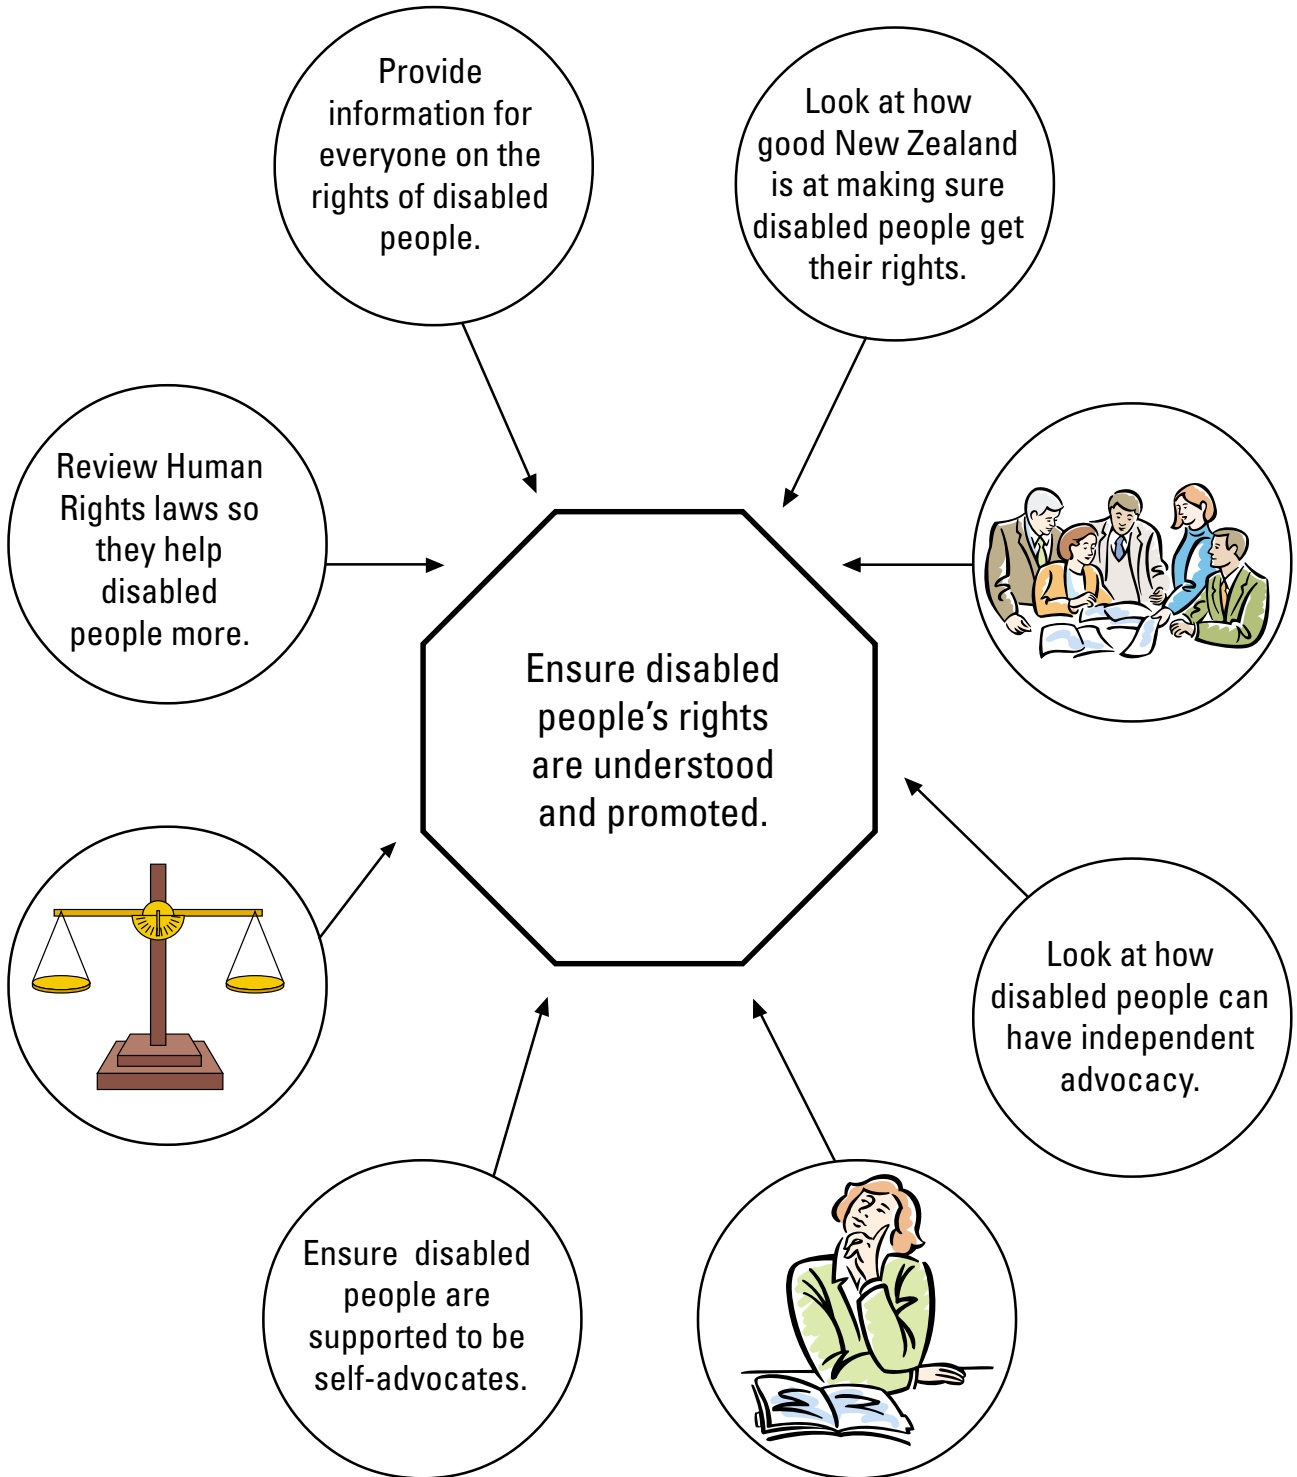 Provide
information for
everyone on the
rights of disabled
people.
Look at how
good New Zealand
is at making sure
disabled people get
their rights.
Review Human
Rights laws so
they help
disabled
people more.
Ensure disabled
people’s rights
are understood
and promoted.
Look at how
disabled people can
have independent
advocacy.
Ensure  disabled
people are
supported to be
self-advocates.